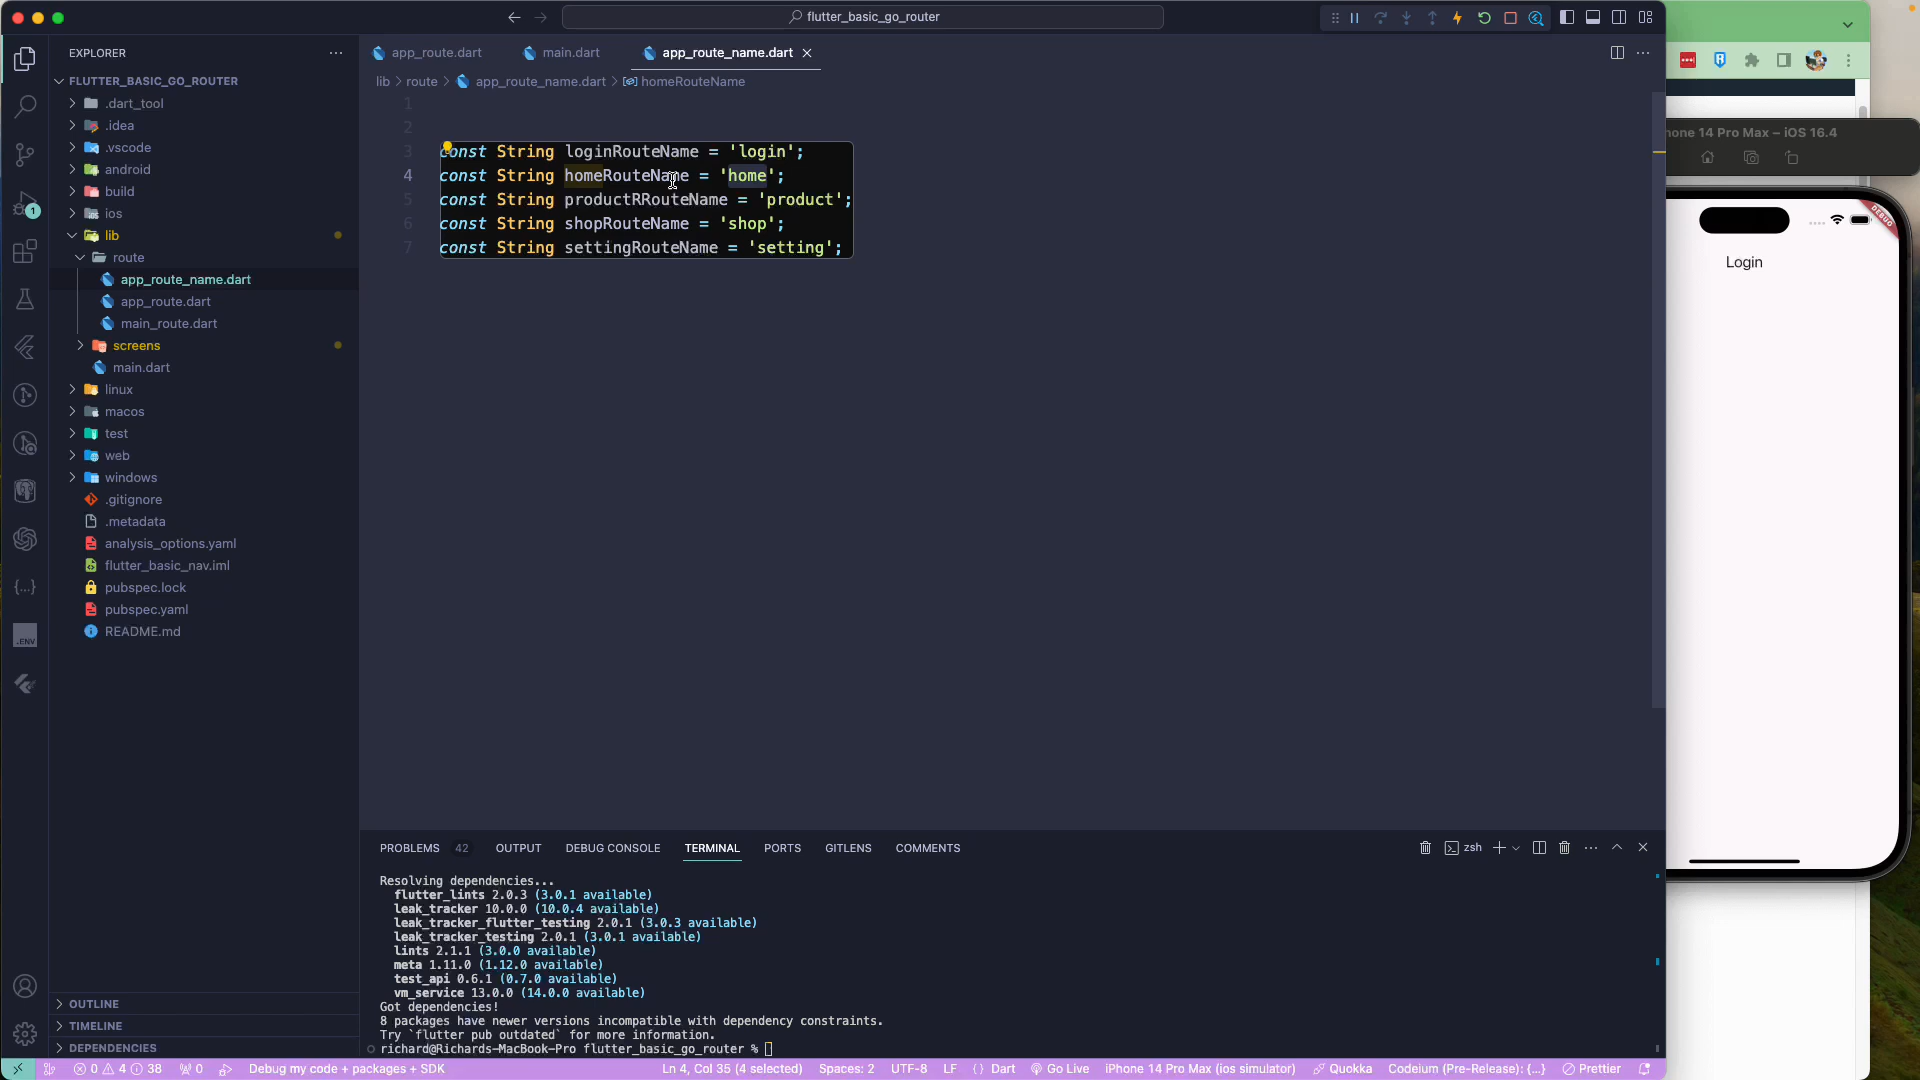 flutter_basic_go_router
EXPLORER
app_route.dart
main.dart
app_route_name.dart
lib > route > app_route_name.dart > homeRouteName
FLUTTER_BASIC_GO_ROUTER
.dart_tool
.idea
.vscode
android
build
ios
lib
route
app_route_name.dart
app_route.dart
main_route.dart
screens
main.dart
linux
macos
test
web
windows
.gitignore
.metadata
analysis_options.yaml
flutter_basic_nav.iml
pubspec.lock
pubspec.yaml
README.md
OUTLINE
TIMELINE
DEPENDENCIES
1
{...}
.ENV
1
2
3 const String loginRouteName = 'login';
4 const String homeRouteName = 'home';
5 const String productRRouteName = 'product';
6 const String shopRouteName = 'shop';
7 const String settingRouteName = 'setting';
PROBLEMS 42 OUTPUT DEBUG CONSOLE TERMINAL PORTS GITLENS COMMENTS
zsh
Resolving dependencies...
flutter_lints 2.0.3 (3.0.1 available)
leak_tracker 10.0.0 (10.0.4 available)
leak_tracker_flutter_testing 2.0.1 (3.0.3 available)
leak_tracker_testing 2.0.1 (3.0.1 available)
lints 2.1.1 (3.0.0 available)
meta 1.11.0 (1.12.0 available)
test_api 0.6.1 (0.7.0 available)
vm_service 13.0.0 (14.0.0 available)
Got dependencies!
8 packages have newer versions incompatible with dependency constraints.
Try `flutter pub outdated` for more information.
richard@Richards-MacBook-Pro flutter_basic_go_router %
0 4 38 0 Debug my code + packages + SDK Ln 4, Col 35 (4 selected) Spaces: 2 UTF-8 LF { } Dart Go Live iPhone 14 Pro Max (ios simulator) Quokka Codeium (Pre-Release): {...} Prettier
hone 14 Pro Max – iOS 16.4
DEBUG
Login